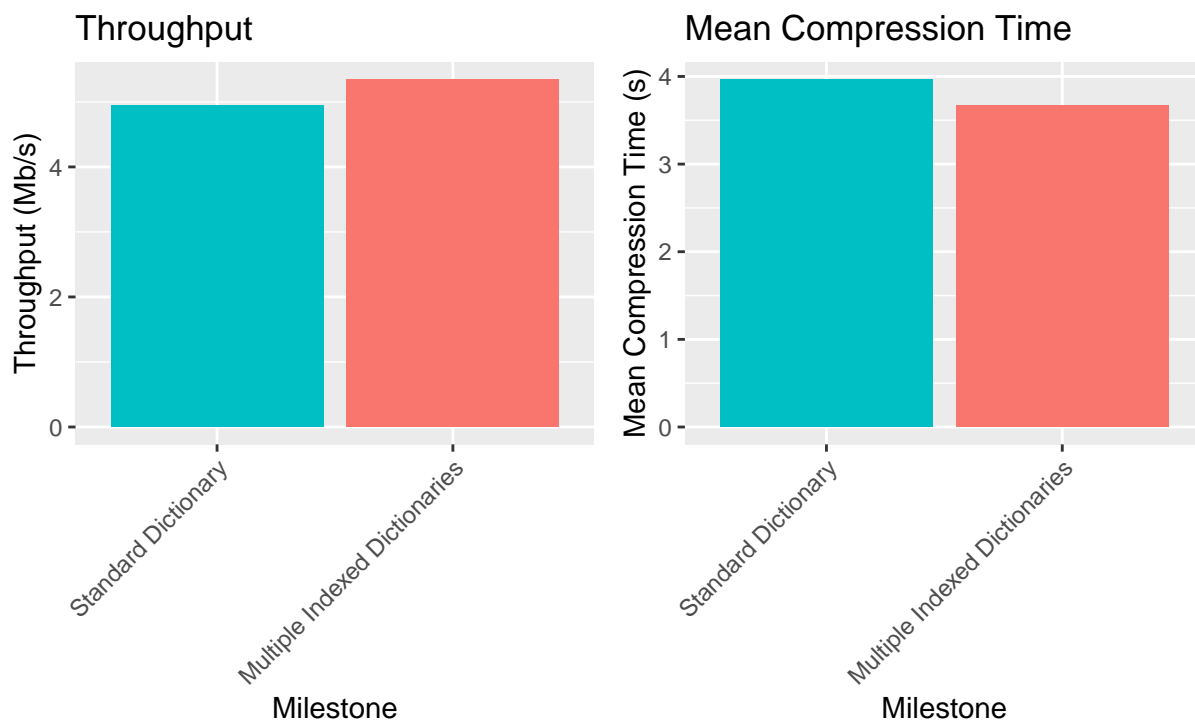 Throughput
Throughput (Mb/s)
4
2
0
Standard Dictionary
Multiple Indexed Dictionaries
Milestone
Mean Compression Time
Mean Compression Time (s)
4
3
2
1
0
Standard Dictionary
Multiple Indexed Dictionaries
Milestone